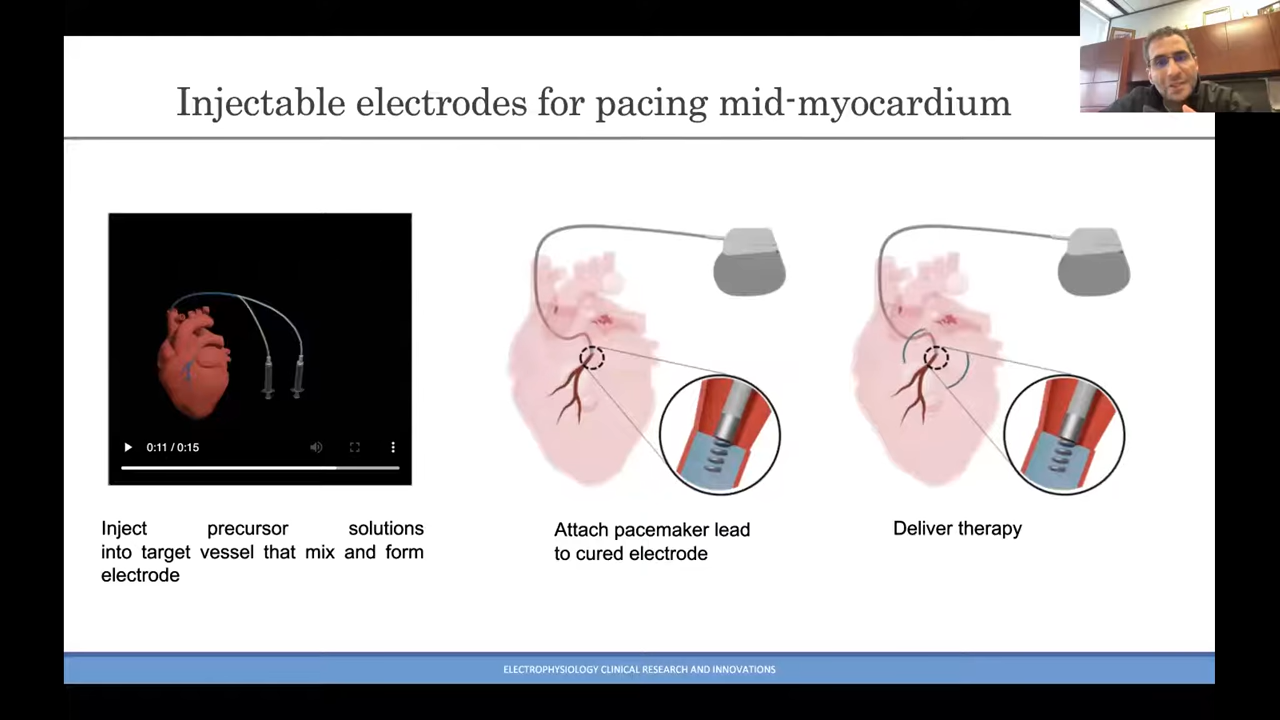 Injectable electrodes for pacing mid-myocardium
0:11 / 0:15
Inject precursor solutions
into target vessel that mix and form
electrode
Attach pacemaker lead
to cured electrode
Deliver therapy
ELECTROPHYSIOLOGY CLINICAL RESEARCH AND INNOVATIONS